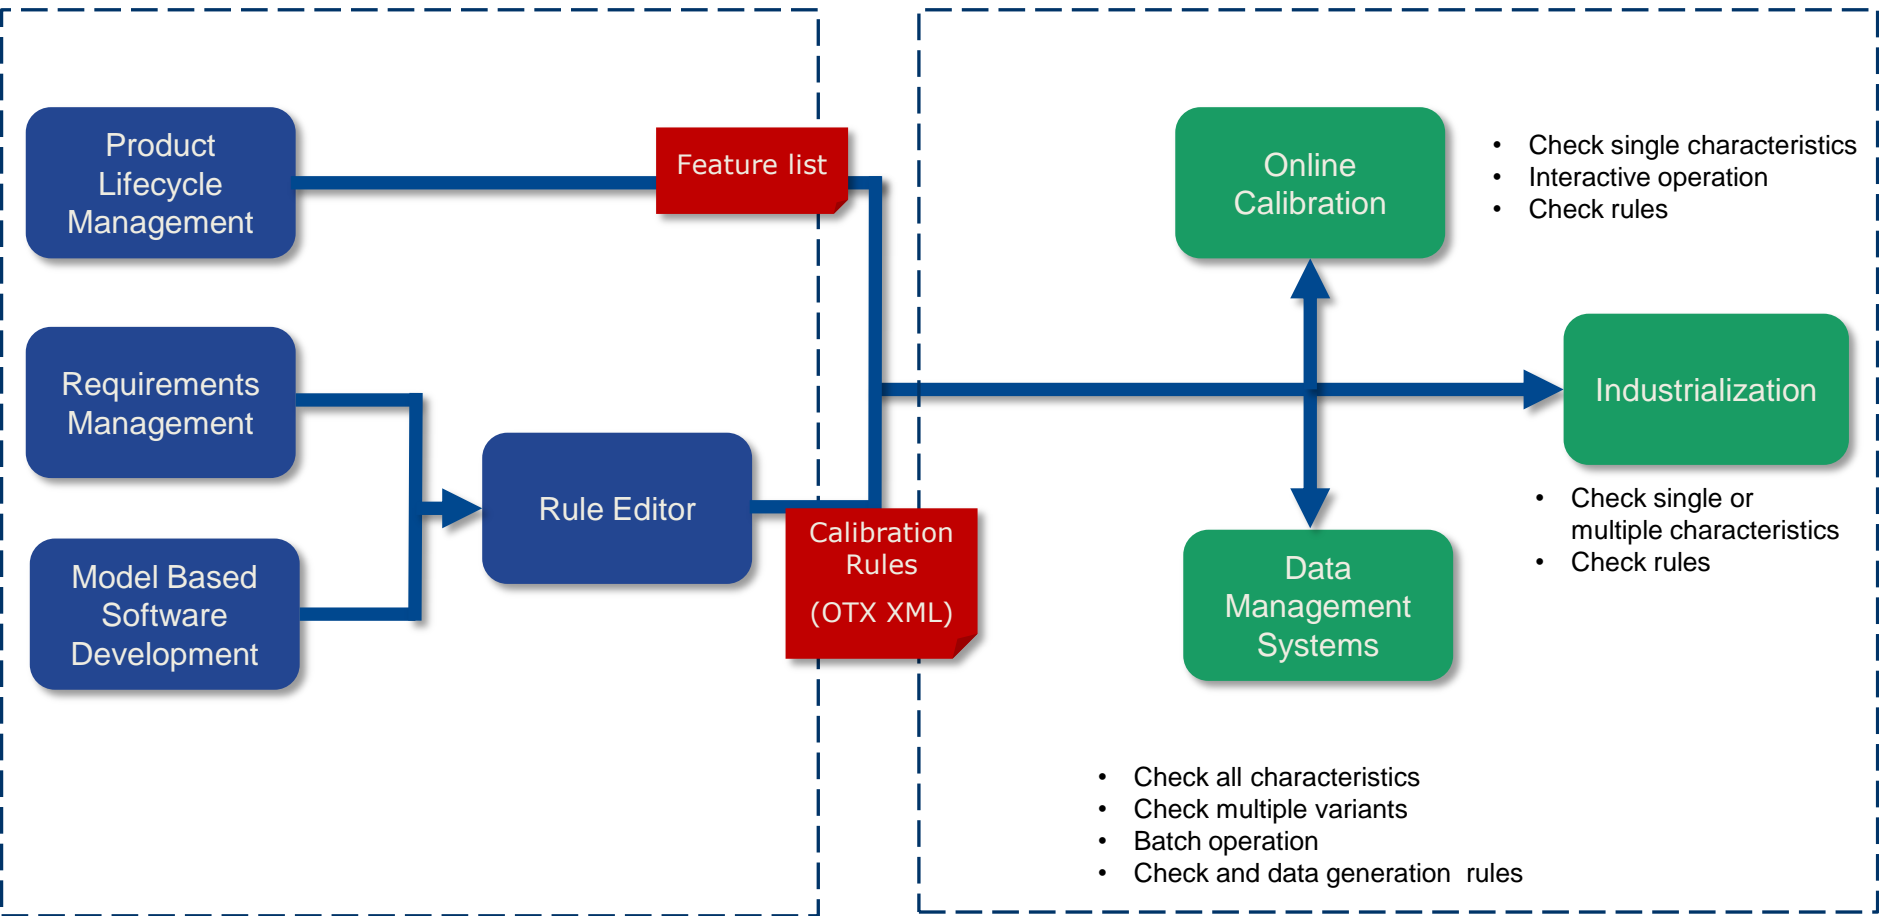 Product
Lifecycle
Management
Feature list
Online
Calibration
• Check single characteristics
• Interactive operation
• Check rules
Requirements
Management
Industrialization
Rule Editor
• Check single or
multiple characteristics
• Check rules
Calibration
Rules
(OTX XML)
Model Based
Software
Development
Data
Management
Systems
• Check all characteristics
• Check multiple variants
• Batch operation
• Check and data generation rules